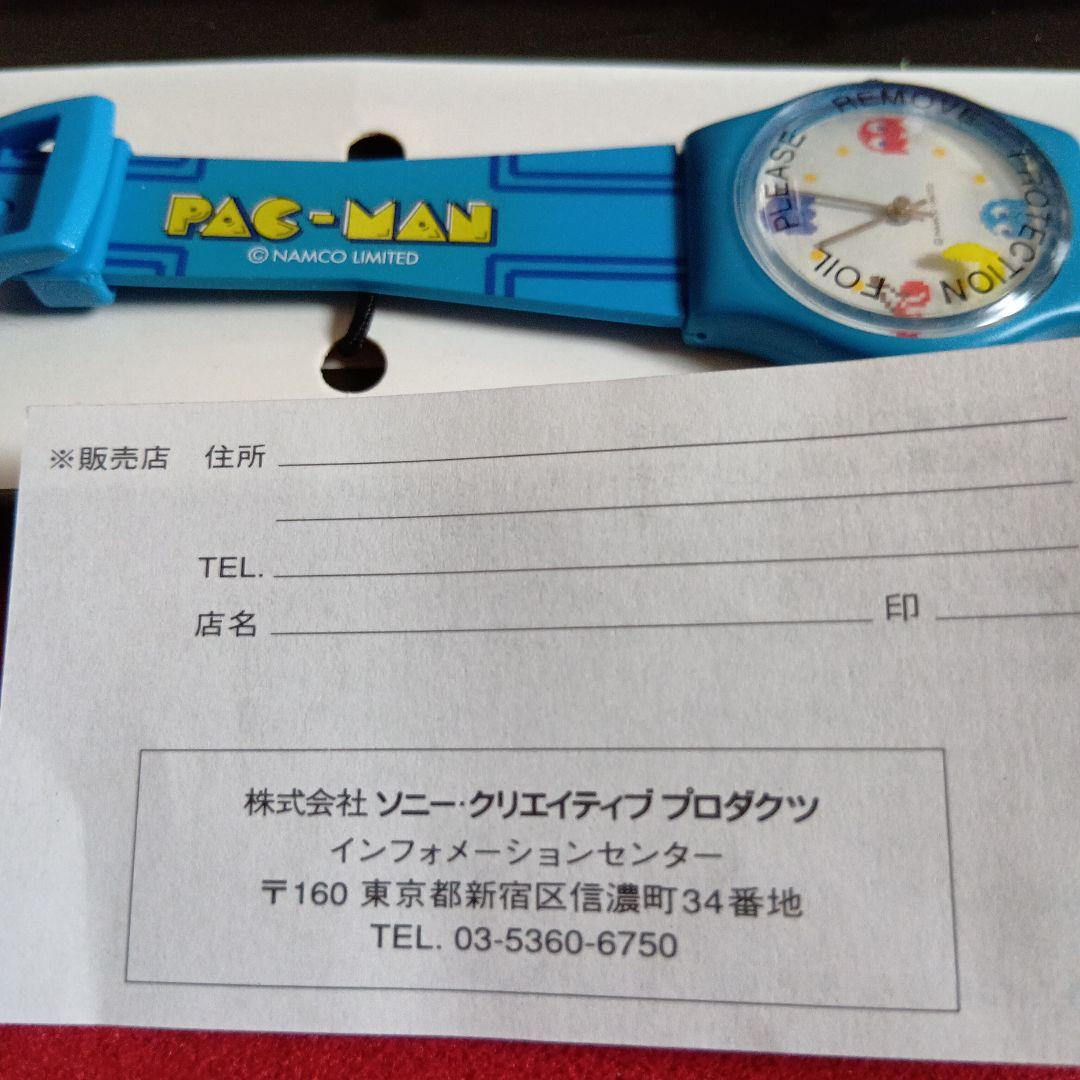 PAC-MAN
©NAMCO LIMITED
PLEASE REMOVE PROTECTION FOIL
©NAMCO LIMITED
※販売店 住所
TEL.
店名 印
株式会社 ソニー・クリエイティブ プロダクツ
インフォメーションセンター
〒160 東京都新宿区信濃町34番地
TEL. 03-5360-6750